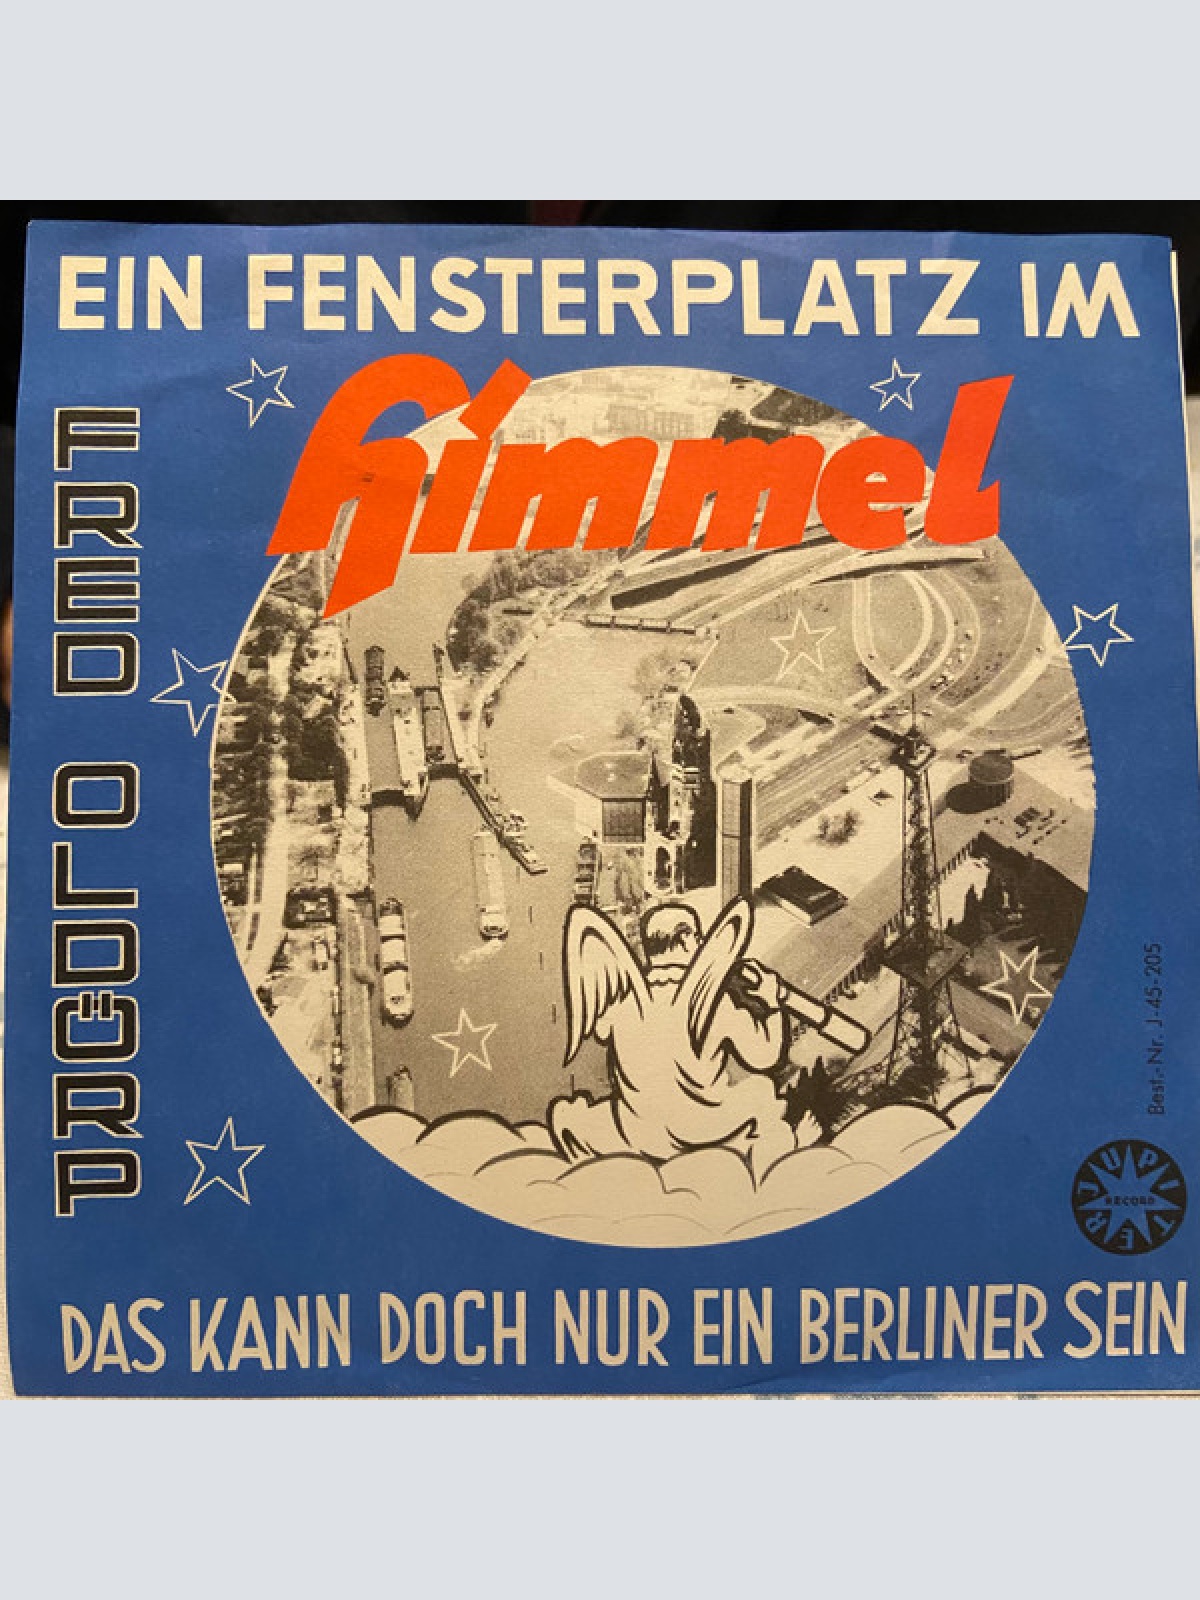 EIN FENSTERPLATZ IM
himmel
FRED OLDÖRP
Best.-Nr. J-45-205
JUPITER
RECORD
DAS KANN DOCH NUR EIN BERLINER SEIN